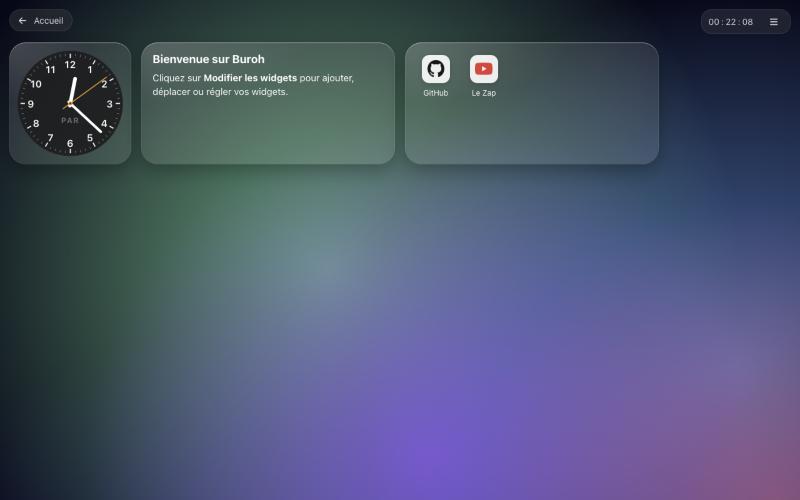 Accueil
00 : 22 : 08
12
11
1
10
2
9
3
PAR
8
4
7
5
6
Bienvenue sur Buroh
Cliquez sur Modifier les widgets pour ajouter,
déplacer ou régler vos widgets.
GitHub
Le Zap